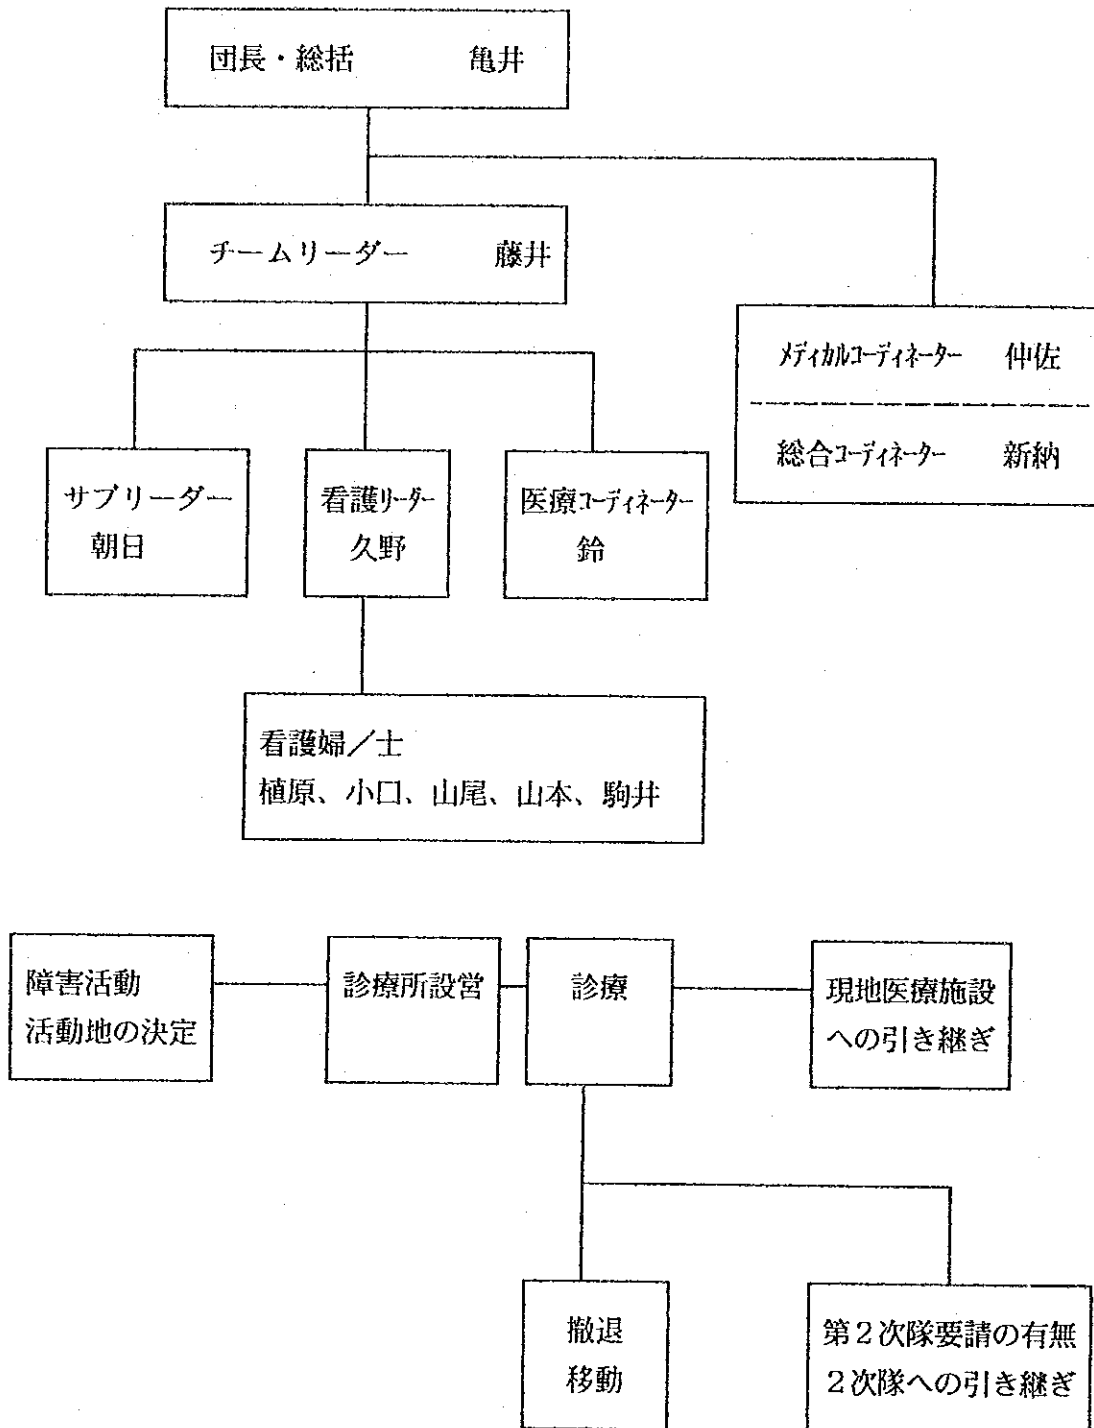 団長・総括　亀井
チームリーダー　藤井
メディカルコーディネーター　仲佐
総合コーディネーター　新納
サブリーダー
朝日
看護リーダー
久野
医療コーディネーター
鈴
看護婦／士
植原、小口、山尾、山本、駒井
障害活動
活動地の決定
診療所設営
診療
現地医療施設
への引き継ぎ
撤退
移動
第２次隊要請の有無
２次隊への引き継ぎ